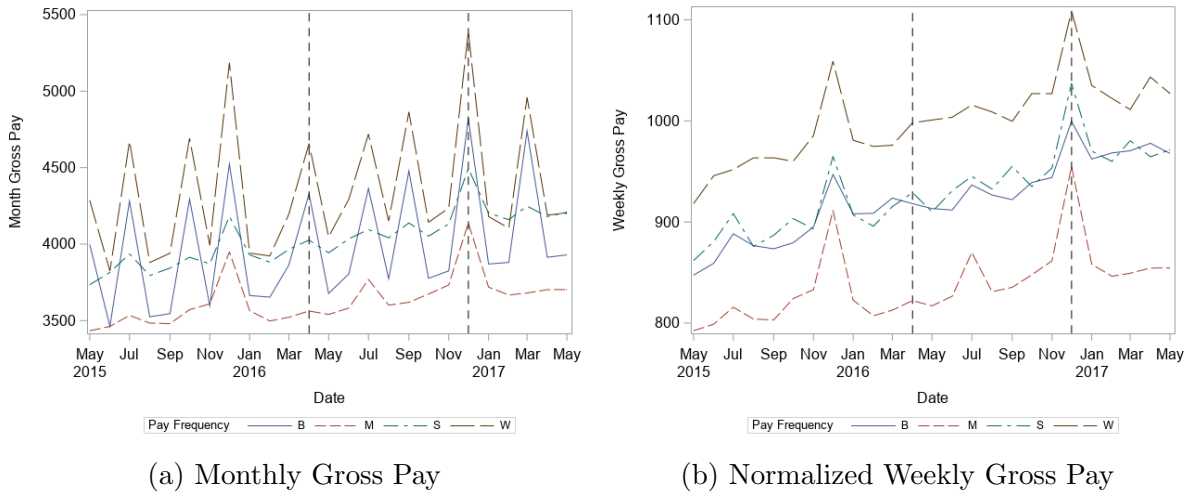 5500
5000
4500
4000
3500
Month Gross Pay
May Jul Sep Nov Jan Mar May Jul Sep Nov Jan Mar May
2015 2016 2017
Date
Pay Frequency B M S W
(a) Monthly Gross Pay
1100
1000
900
800
Weekly Gross Pay
May Jul Sep Nov Jan Mar May Jul Sep Nov Jan Mar May
2015 2016 2017
Date
Pay Frequency B M S W
(b) Normalized Weekly Gross Pay